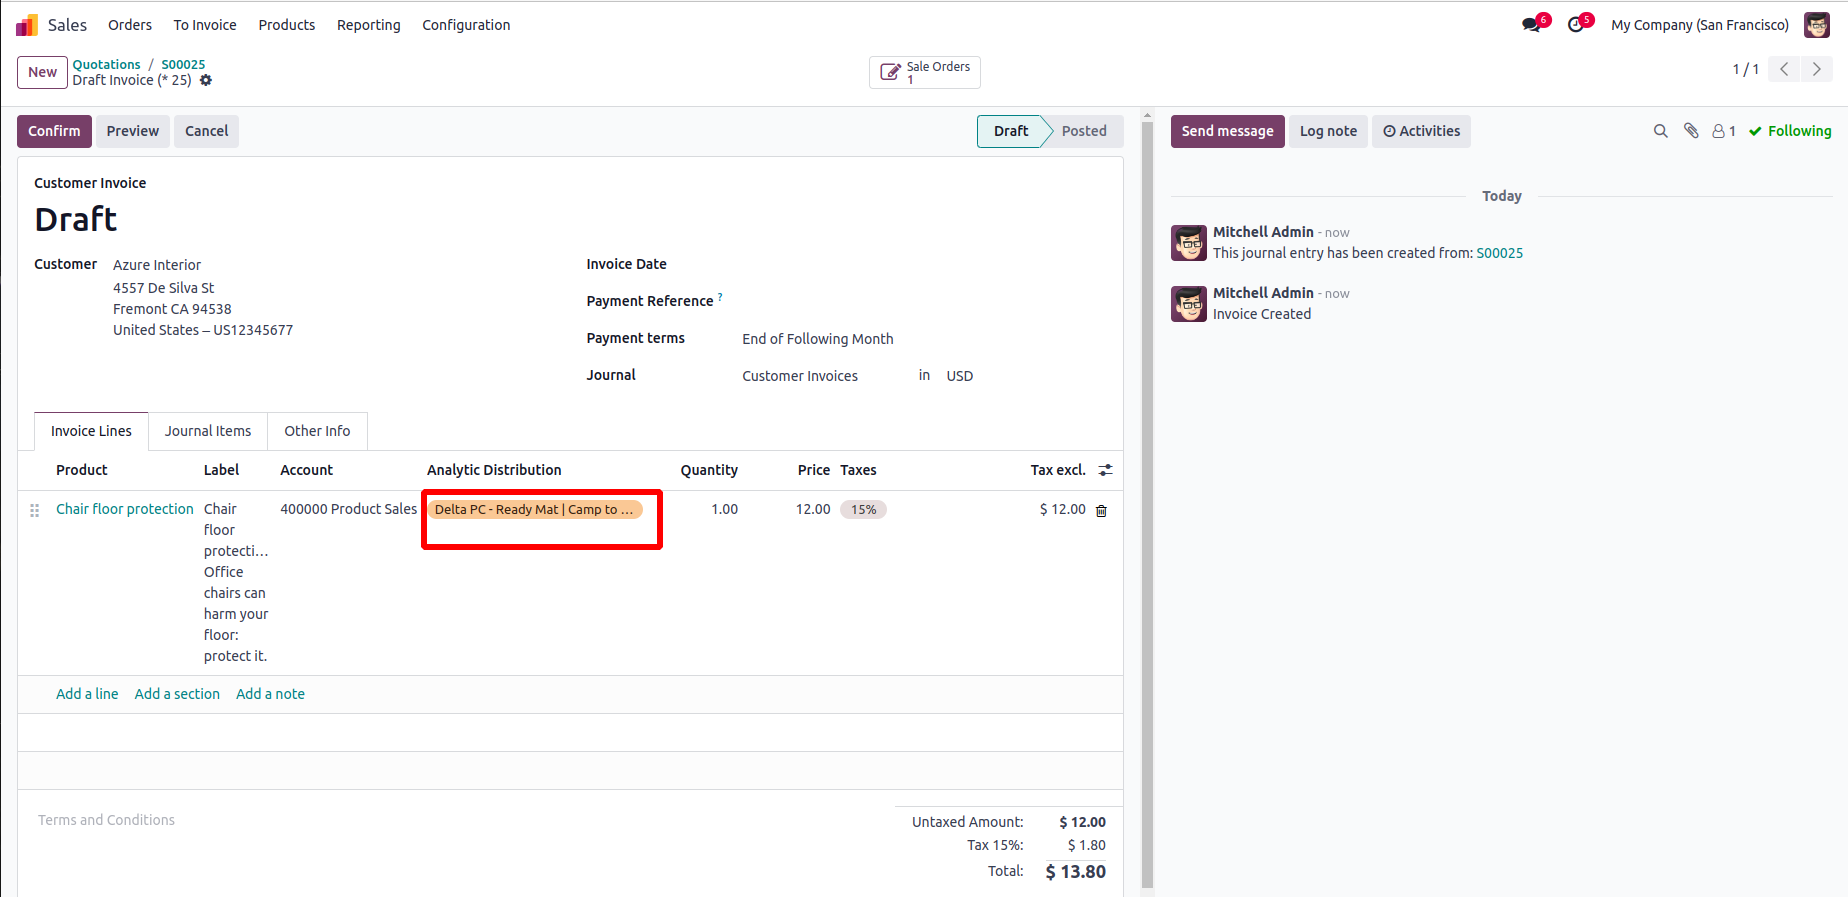 Sales Orders To Invoice Products Reporting Configuration 6 5 My Company (San Francisco)
New Quotations / S00025
Draft Invoice (* 25)
Sale Orders
1
1 / 1
Confirm Preview Cancel Draft Posted
Send message Log note Activities 1 Following
Customer Invoice
Draft
Customer Azure Interior
4557 De Silva St
Fremont CA 94538
United States – US12345677
Invoice Date
Payment Reference ?
Payment terms End of Following Month
Journal Customer Invoices in USD
Invoice Lines Journal Items Other Info
Product Label Account Analytic Distribution Quantity Price Taxes Tax excl.
Chair floor protection Chair 400000 Product Sales Delta PC - Ready Mat | Camp to ... 1.00 12.00 15% $ 12.00
floor
protecti...
Office
chairs can
harm your
floor:
protect it.
Add a line Add a section Add a note
Terms and Conditions
Untaxed Amount: $ 12.00
Tax 15%: $ 1.80
Total: $ 13.80
Today
Mitchell Admin - now
This journal entry has been created from: S00025
Mitchell Admin - now
Invoice Created